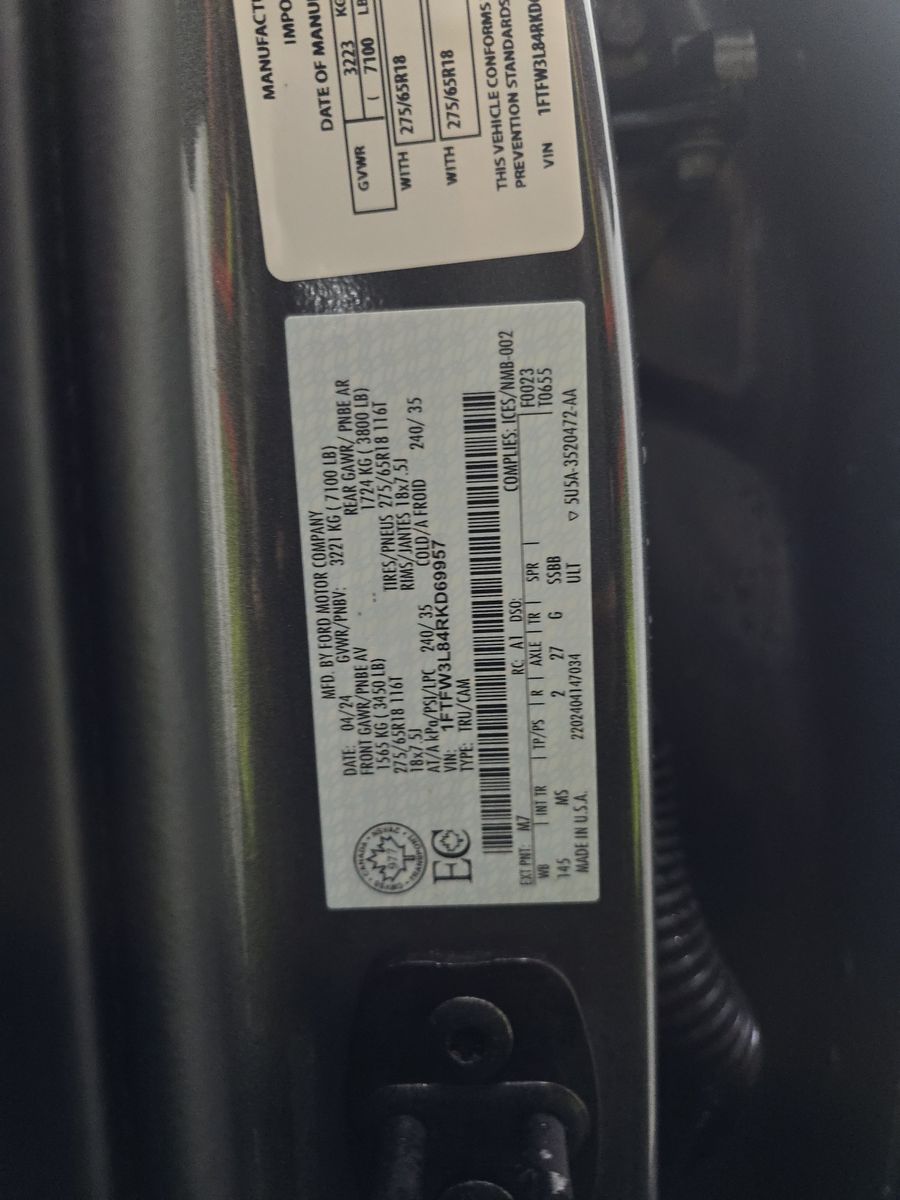 MANUFACT
IMPO
DATE OF MANU
GVWR 3223 KG
( 7100 LB
WITH 275/65R18
WITH 275/65R18
THIS VEHICLE CONFORMS
PREVENTION STANDARDS
VIN 1FTFW3L84RKD
MFD. BY FORD MOTOR COMPANY
DATE: 04/24 GVWR/PNBV: 3221 KG ( 7100 LB)
FRONT GAWR/PNBE AV REAR GAWR/ PNBE AR
1565 KG ( 3450 LB) 1724 KG ( 3800 LB)
275/65R18 116T TIRES/PNEUS 275/65R18 116T
18x7.5J RIMS/JANTES 18x7.5J
AT/A kPa/PSI/LPC 240/ 35 COLD/A FROID 240/ 35
VIN: 1FTFW3L84RKD69957
TYPE: TRU/CAM
CANADA
977
TRANSPORT
EC
COMPLIES: ICES/NMB-002
EXT PNT: M7 RC: A1 DSO: F0023
WB INT TR TP/PS R AXLE TR SPR T0655
145 MS 2 27 G SSBB
MADE IN U.S.A. 2202404147034 ULT ▽ 5U5A-3520472-AA